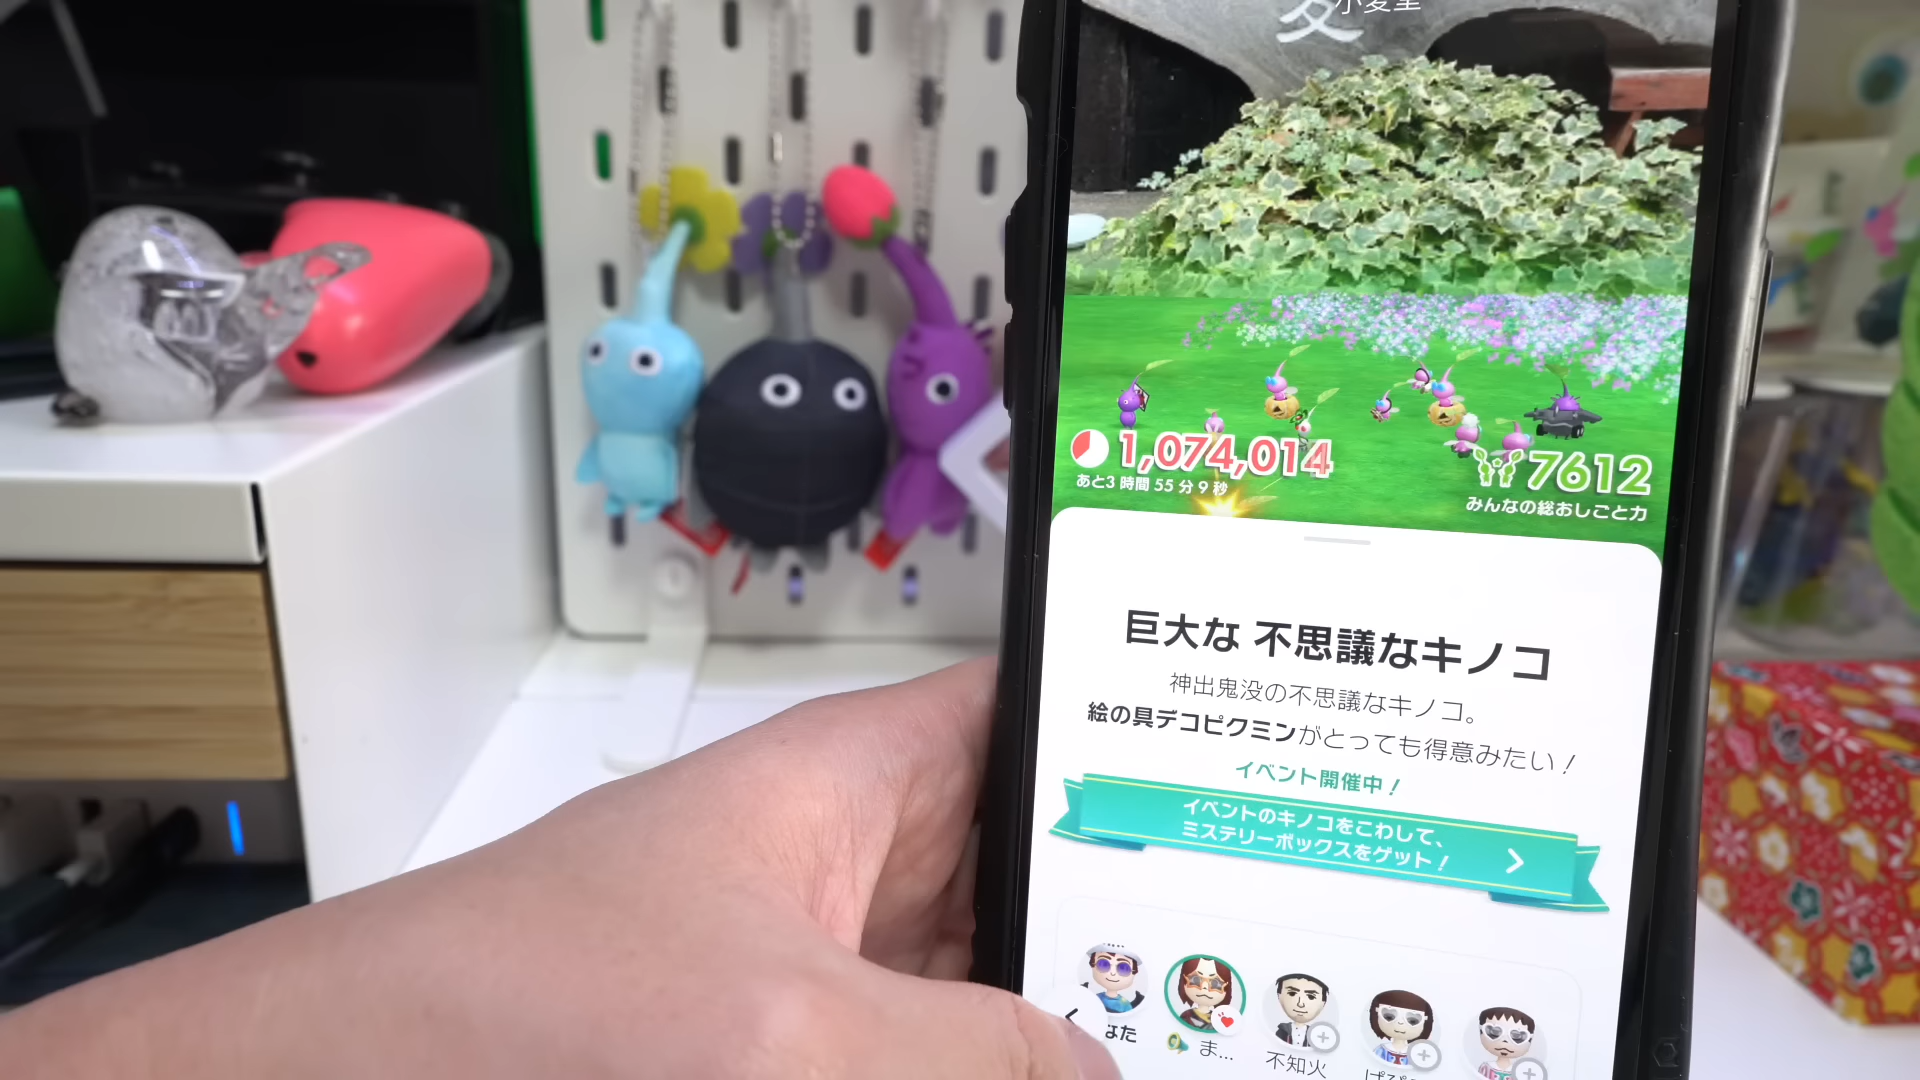 小麦里
麦
1,074,014
あと3 時間 55 分 9 秒
7612
みんなの総おしごと力
巨大な 不思議なキノコ
神出鬼没の不思議なキノコ。
絵の具デコピクミンがとっても得意みたい！
イベント開催中！
イベントのキノコをこわして、
ミステリーボックスをゲット！
なた
ま...
不知火